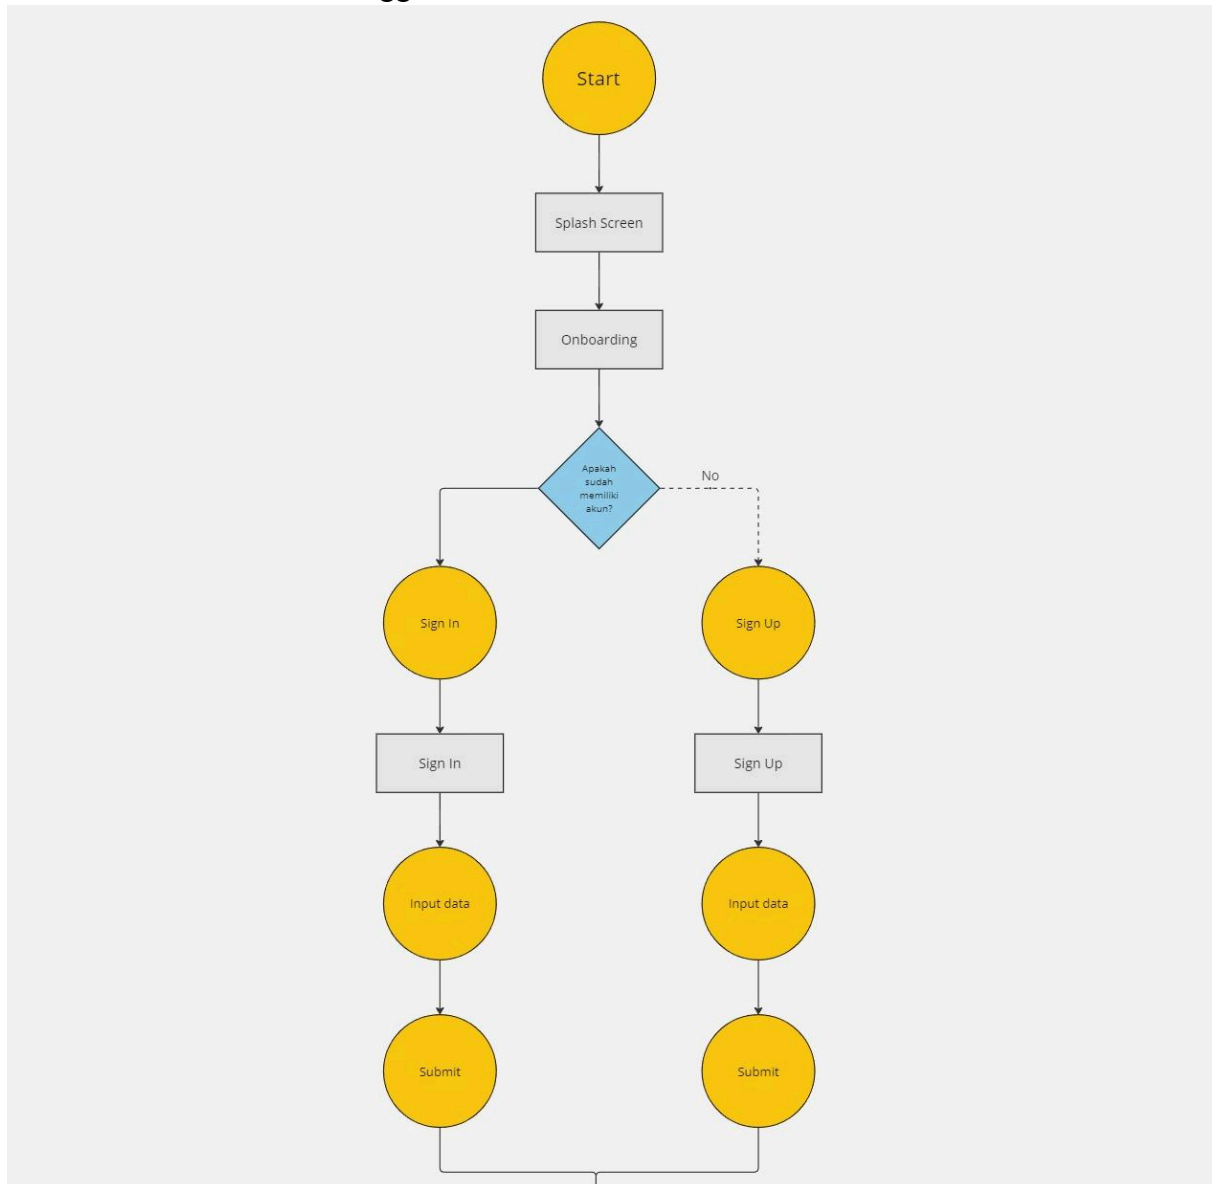 Start
Splash Screen
Onboarding
Apakah
sudah
memiliki
akun?
No
Sign In
Sign Up
Sign In
Sign Up
Input data
Input data
Submit
Submit